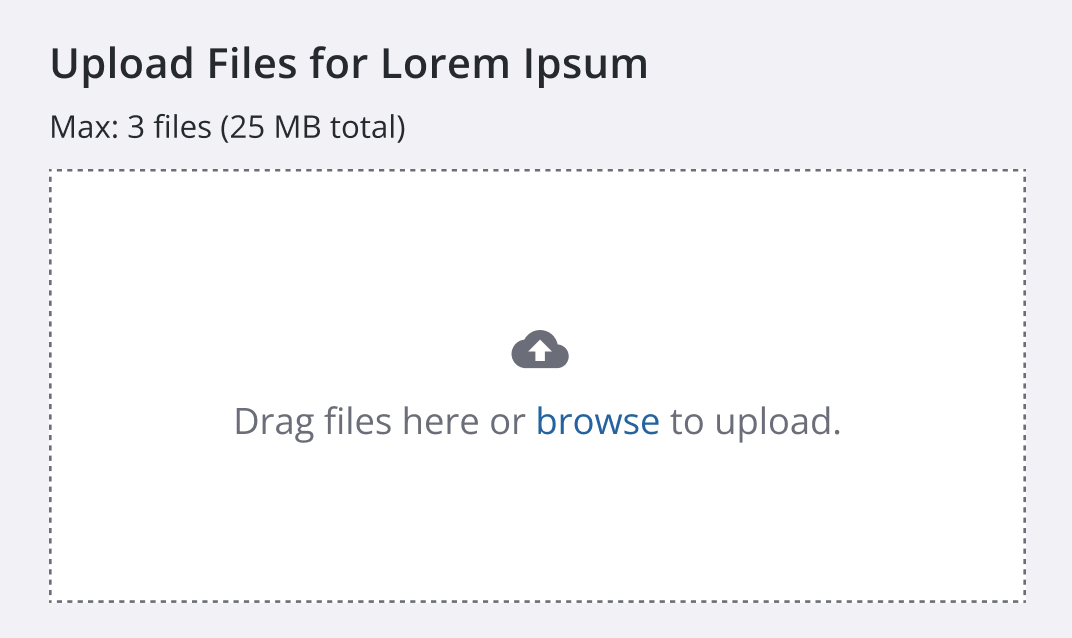 Upload Files for Lorem Ipsum
Max: 3 files (25 MB total)
Drag files here or browse to upload.